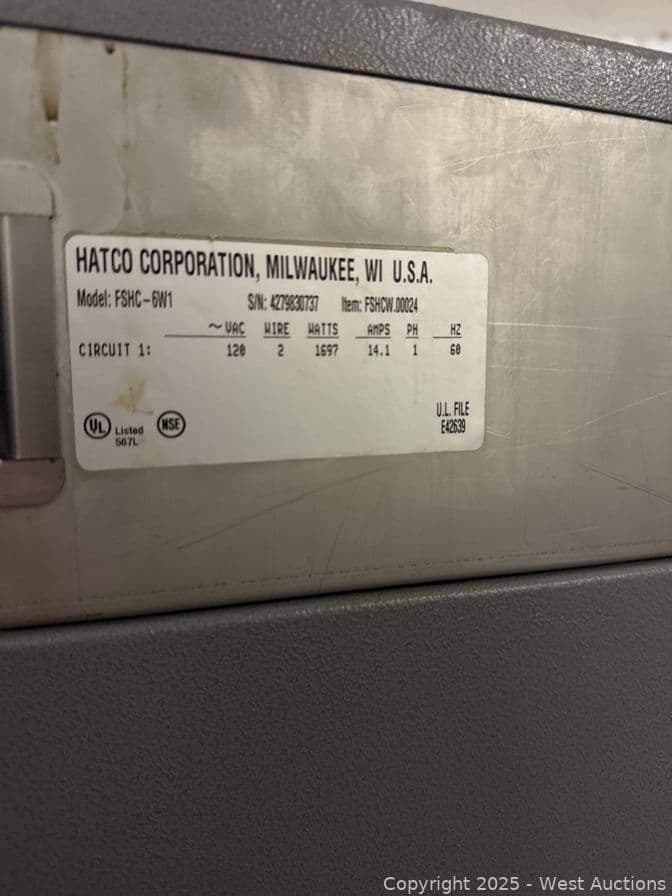 HATCO CORPORATION, MILWAUKEE, WI U.S.A.
Model: FSHC-6W1 S/N: 4279830737 Item: FSHCW.00024
~VAC WIRE WATTS AMPS PH HZ
CIRCUIT 1: 120 2 1697 14.1 1 60
U.L. FILE
E42639
UL Listed
567L
NSF
Copyright © 2025 - West Auctions